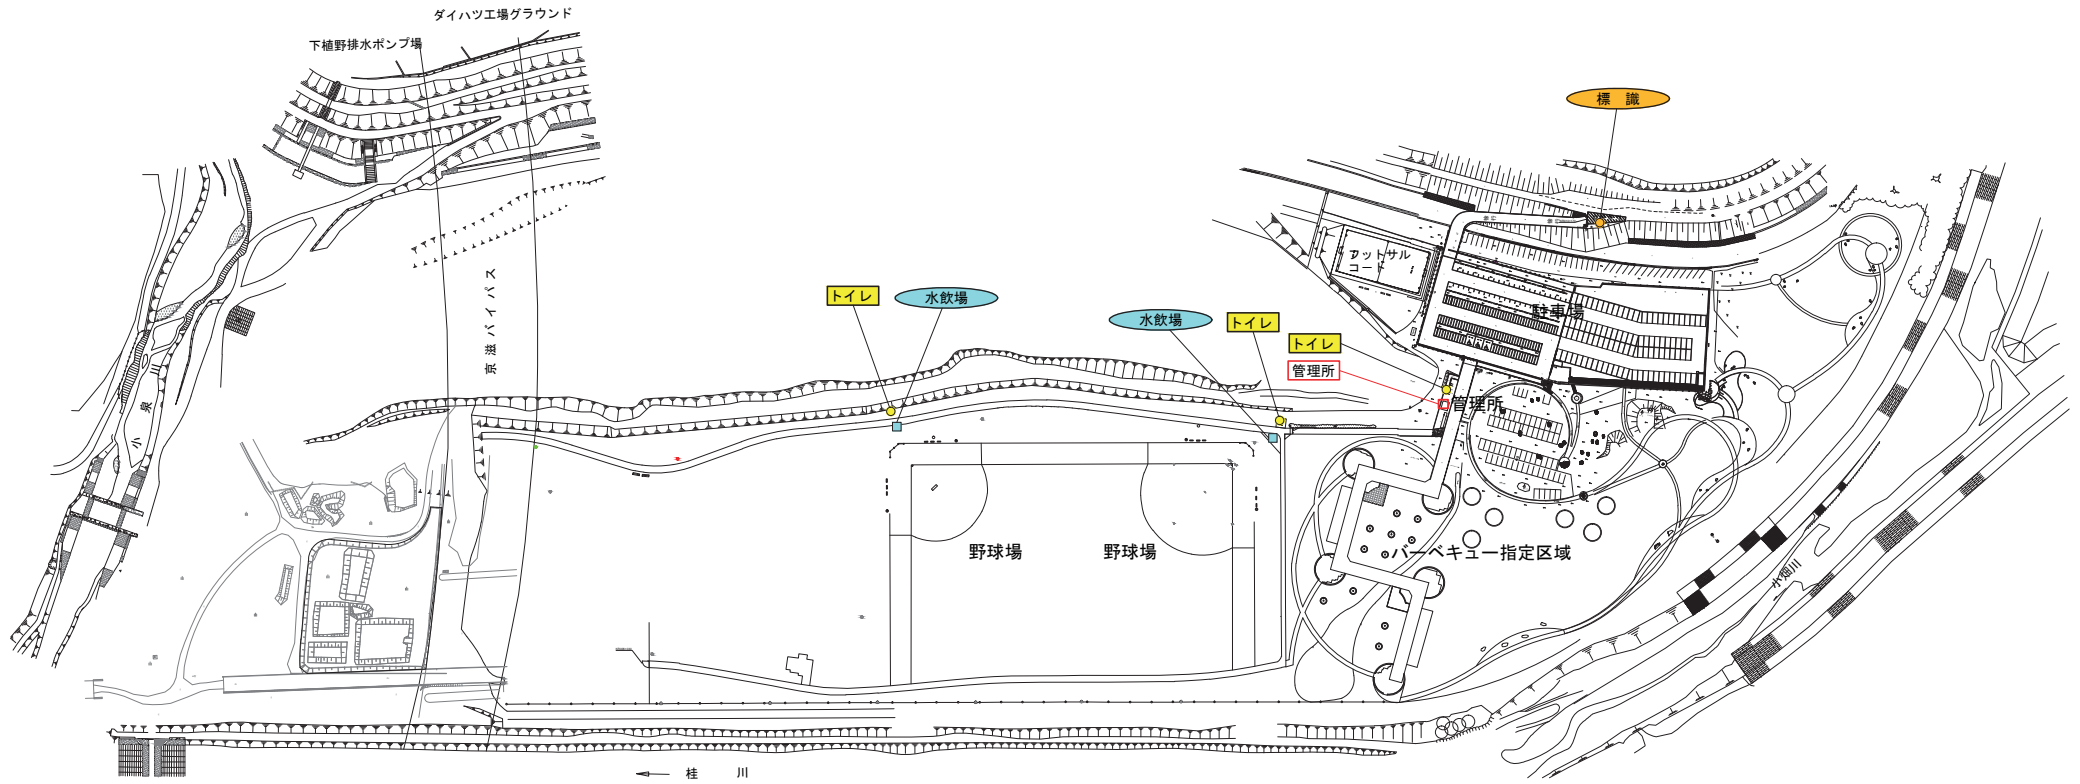 ダイハツ工場グラウンド
下植野排水ポンプ場
標 識
フットサル
コート
京滋バイパス
トイレ
水飲場
水飲場
トイレ
駐車場
トイレ
管理所
管理所
小泉川
野球場
野球場
バーベキュー指定区域
小畑川
桂 川